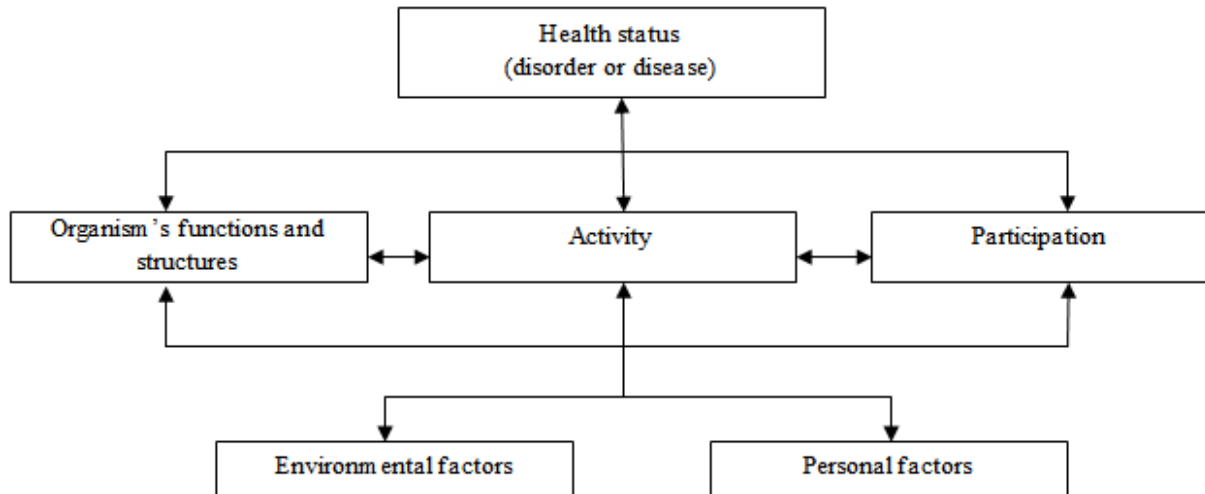 Health status
(disorder or disease)
Organism's functions and
structures
Activity
Participation
Environmental factors
Personal factors